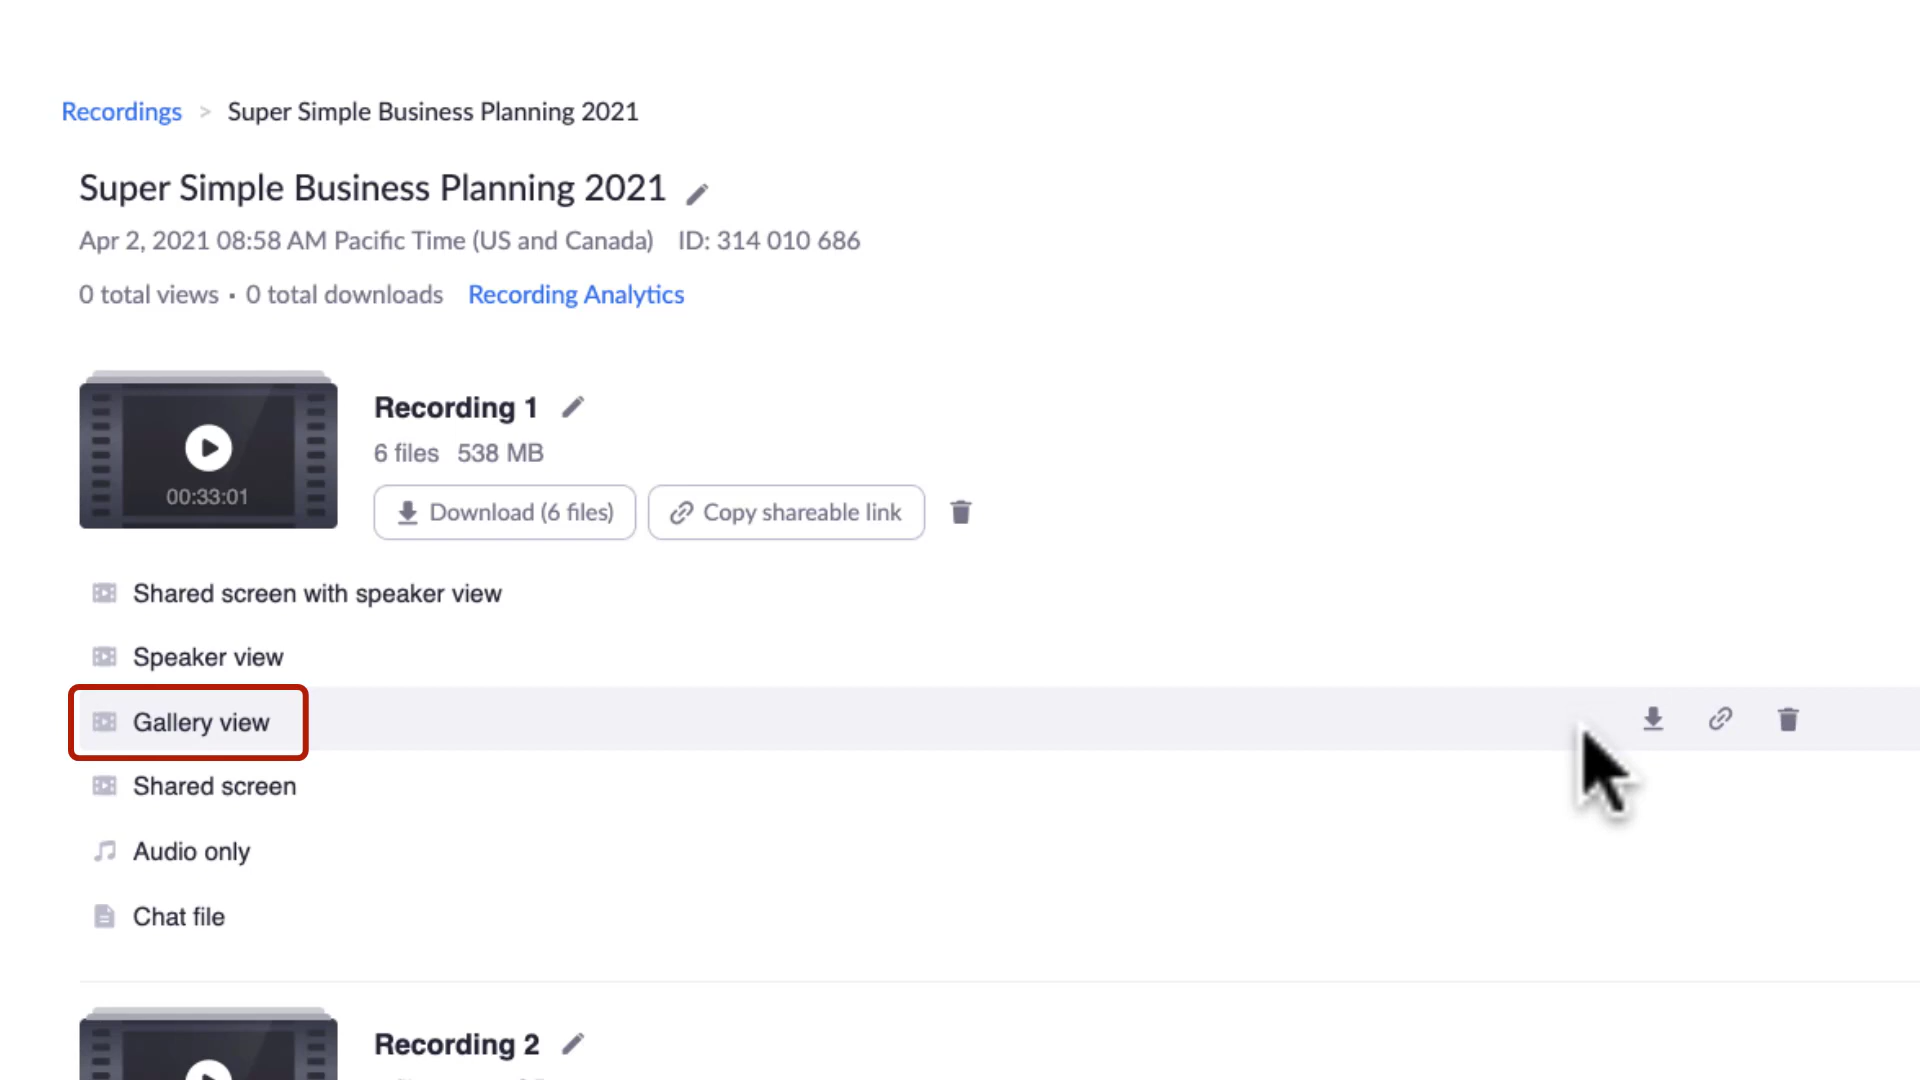 Recordings > Super Simple Business Planning 2021
Super Simple Business Planning 2021
Apr 2, 2021 08:58 AM Pacific Time (US and Canada) ID: 314 010 686
0 total views · 0 total downloads Recording Analytics
00:33:01
Recording 1
6 files 538 MB
Download (6 files) Copy shareable link
Shared screen with speaker view
Speaker view
Gallery view
Shared screen
Audio only
Chat file
Recording 2